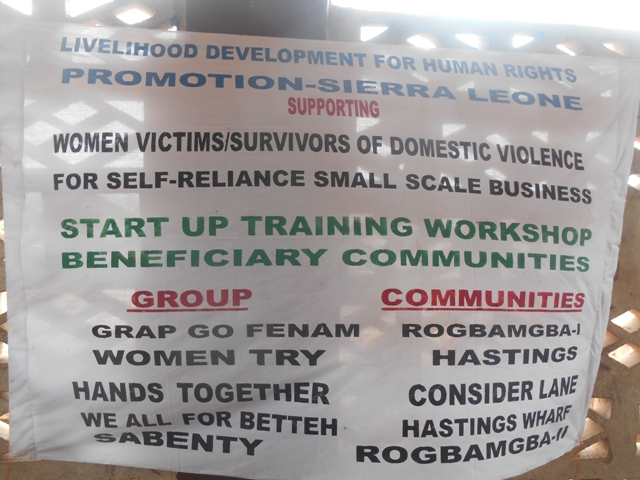 LIVELIHOOD DEVELOPMENT FOR HUMAN RIGHTS
PROMOTION-SIERRA LEONE
SUPPORTING
WOMEN VICTIMS/SURVIVORS OF DOMESTIC VIOLENCE
FOR SELF-RELIANCE SMALL SCALE BUSINESS
START UP TRAINING WORKSHOP
BENEFICIARY COMMUNITIES
GROUP COMMUNITIES
GRAP GO FENAM ROGBAMGBA-I
WOMEN TRY HASTINGS
HANDS TOGETHER CONSIDER LANE
WE ALL FOR BETTEH HASTINGS WHARF
SABENTY ROGBAMGBA-II